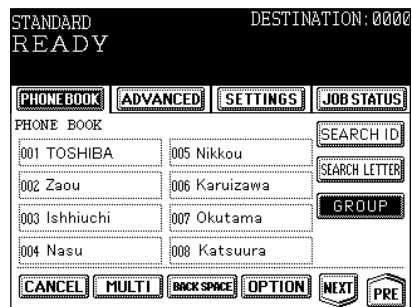 STANDARD DESTINATION:0000
READY
PHONE BOOK ADVANCED SETTINGS JOB STATUS
PHONE BOOK
SEARCH ID
001 TOSHIBA 005 Nikkou
SEARCH LETTER
002 Zaou 006 Karuizawa
GROUP
003 Ishhiuchi 007 Okutama
004 Nasu 008 Katsuura
CANCEL MULTI BACK SPACE OPTION NEXT PRE